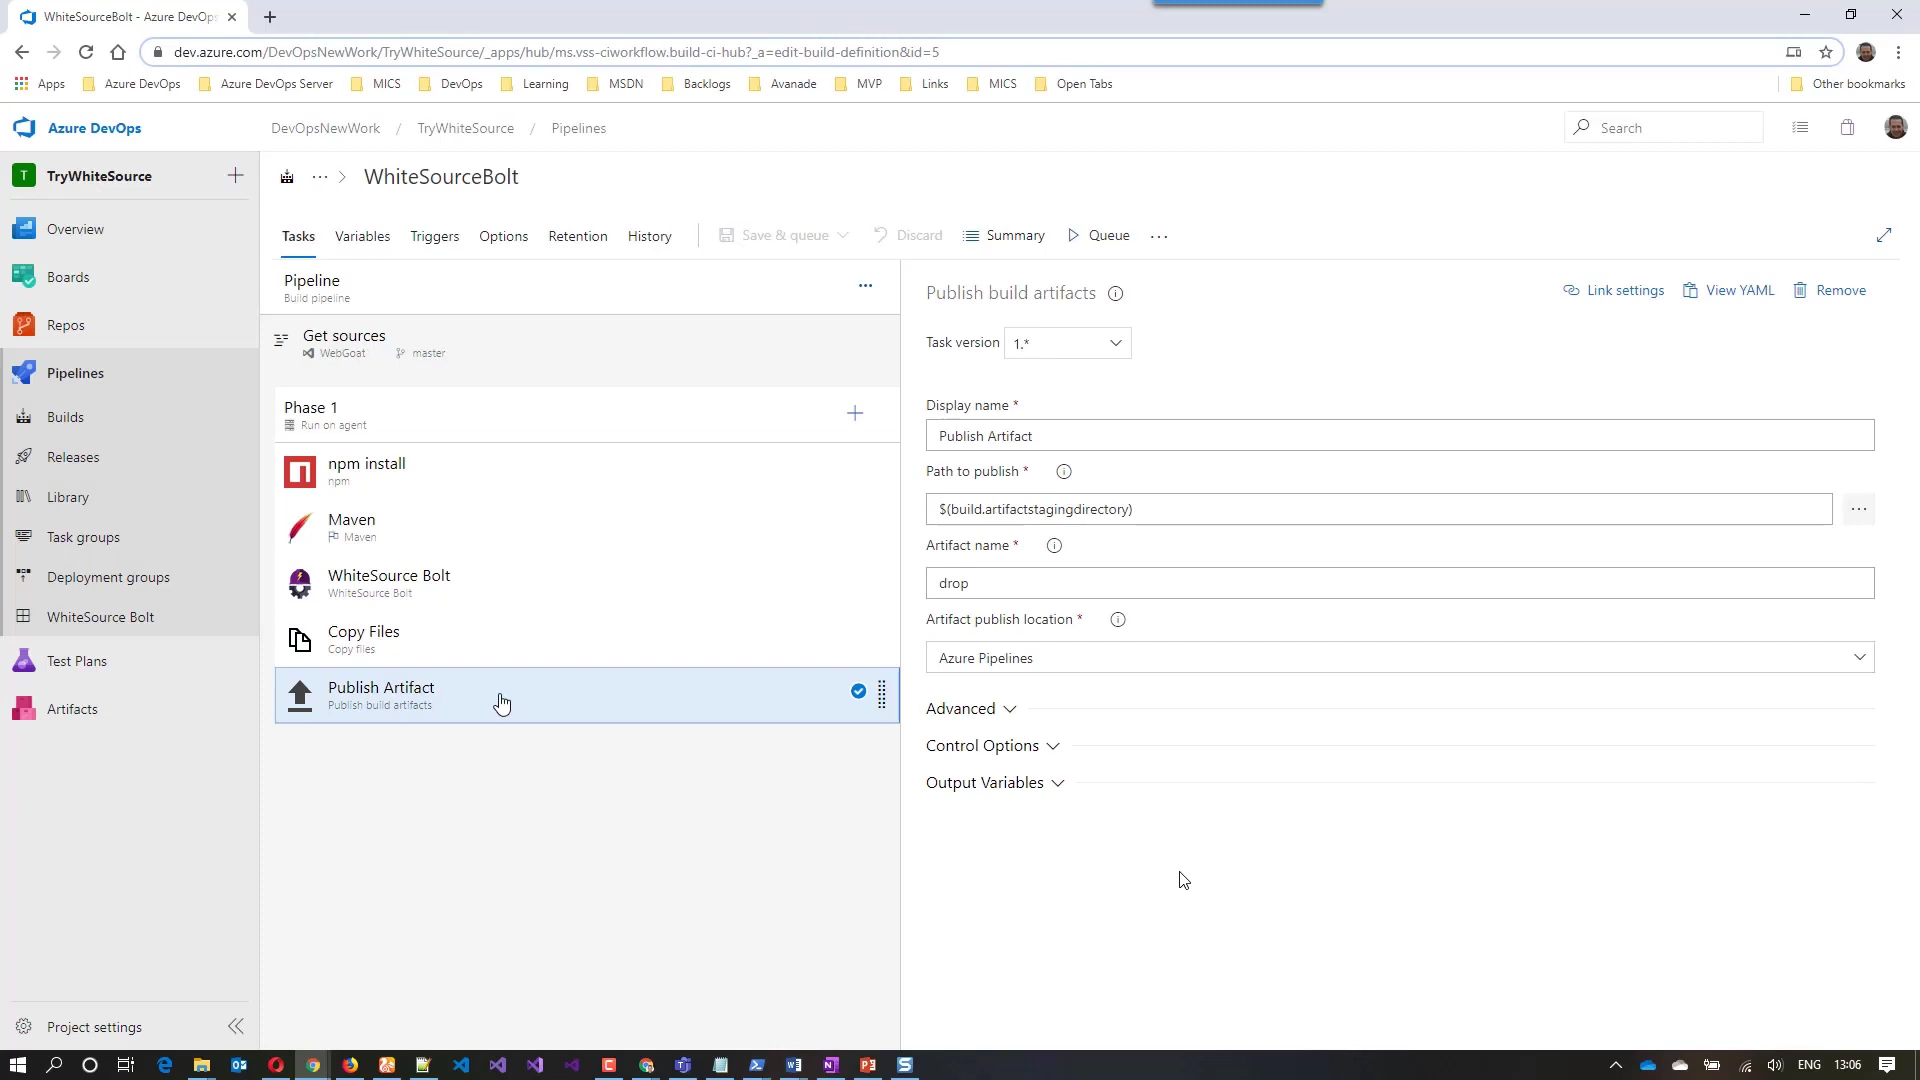 WhiteSourceBolt - Azure DevOps
dev.azure.com/DevOpsNewWork/TryWhiteSource/_apps/hub/ms.vss-ciworkflow.build-ci-hub?_a=edit-build-definition&id=5
Apps Azure DevOps Azure DevOps Server MICS DevOps Learning MSDN Backlogs Avanade MVP Links MICS Open Tabs Other bookmarks
Azure DevOps DevOpsNewWork / TryWhiteSource / Pipelines Search
T TryWhiteSource
Overview
Boards
Repos
Pipelines
Builds
Releases
Library
Task groups
Deployment groups
WhiteSource Bolt
Test Plans
Artifacts
Project settings
WhiteSourceBolt
Tasks Variables Triggers Options Retention History Save & queue Discard Summary Queue
Pipeline
Build pipeline
Get sources
WebGoat master
Phase 1
Run on agent
npm install
npm
Maven
Maven
WhiteSource Bolt
WhiteSource Bolt
Copy Files
Copy files
Publish Artifact
Publish build artifacts
Publish build artifacts Link settings View YAML Remove
Task version 1.*
Display name *
Publish Artifact
Path to publish *
$(build.artifactstagingdirectory)
Artifact name *
drop
Artifact publish location *
Azure Pipelines
Advanced
Control Options
Output Variables
ENG 13:06